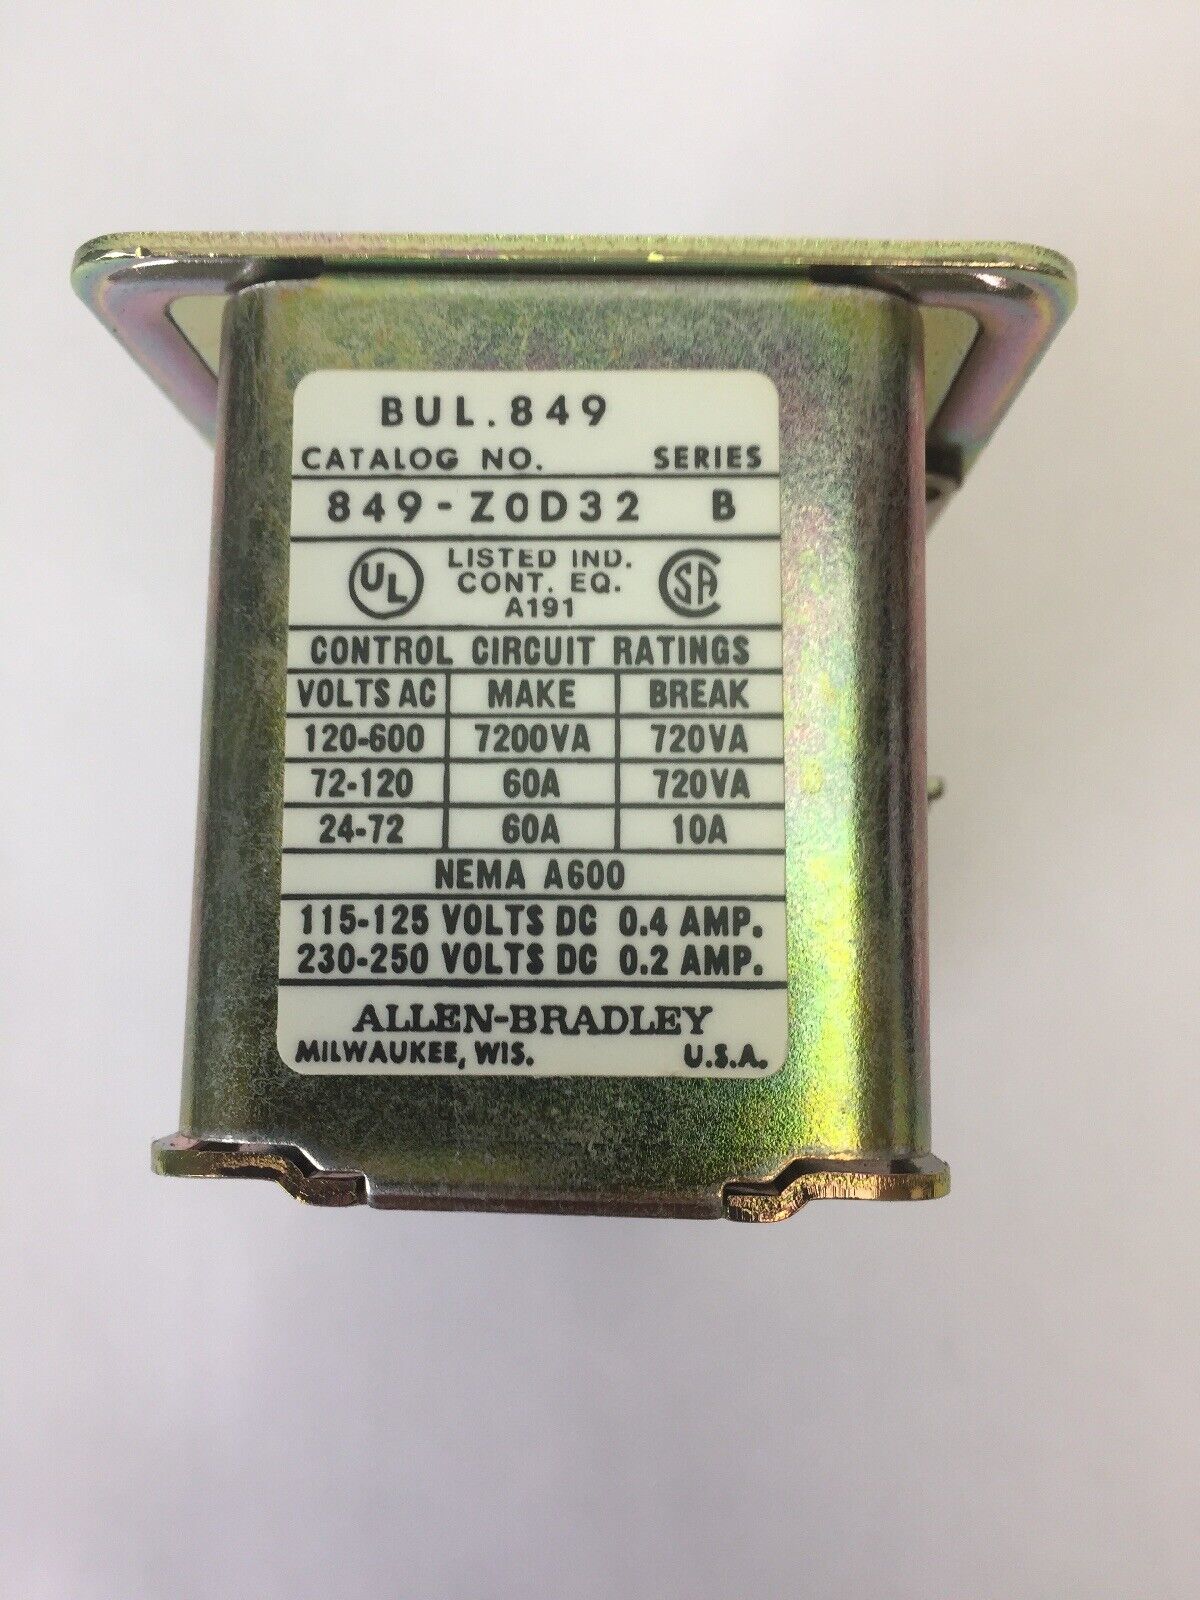 BUL. 849
CATALOG NO. SERIES
849-Z0D32 B
UL LISTED IND. CONT. EQ. A191 CSA
CONTROL CIRCUIT RATINGS
VOLTS AC MAKE BREAK
120-600 7200VA 720VA
72-120 60A 720VA
24-72 60A 10A
NEMA A600
115-125 VOLTS DC 0.4 AMP.
230-250 VOLTS DC 0.2 AMP.
ALLEN-BRADLEY
MILWAUKEE, WIS. U.S.A.